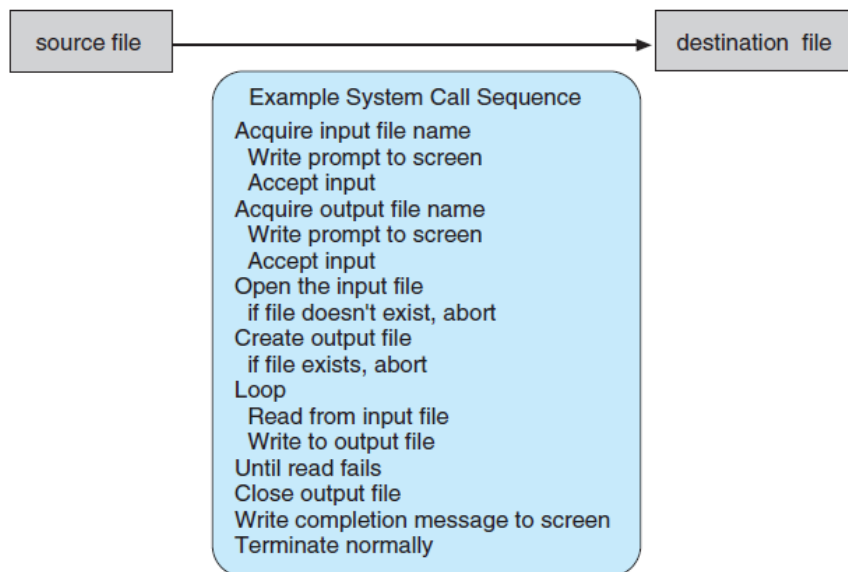 source file
destination file
Example System Call Sequence
Acquire input file name
Write prompt to screen
Accept input
Acquire output file name
Write prompt to screen
Accept input
Open the input file
if file doesn't exist, abort
Create output file
if file exists, abort
Loop
Read from input file
Write to output file
Until read fails
Close output file
Write completion message to screen
Terminate normally